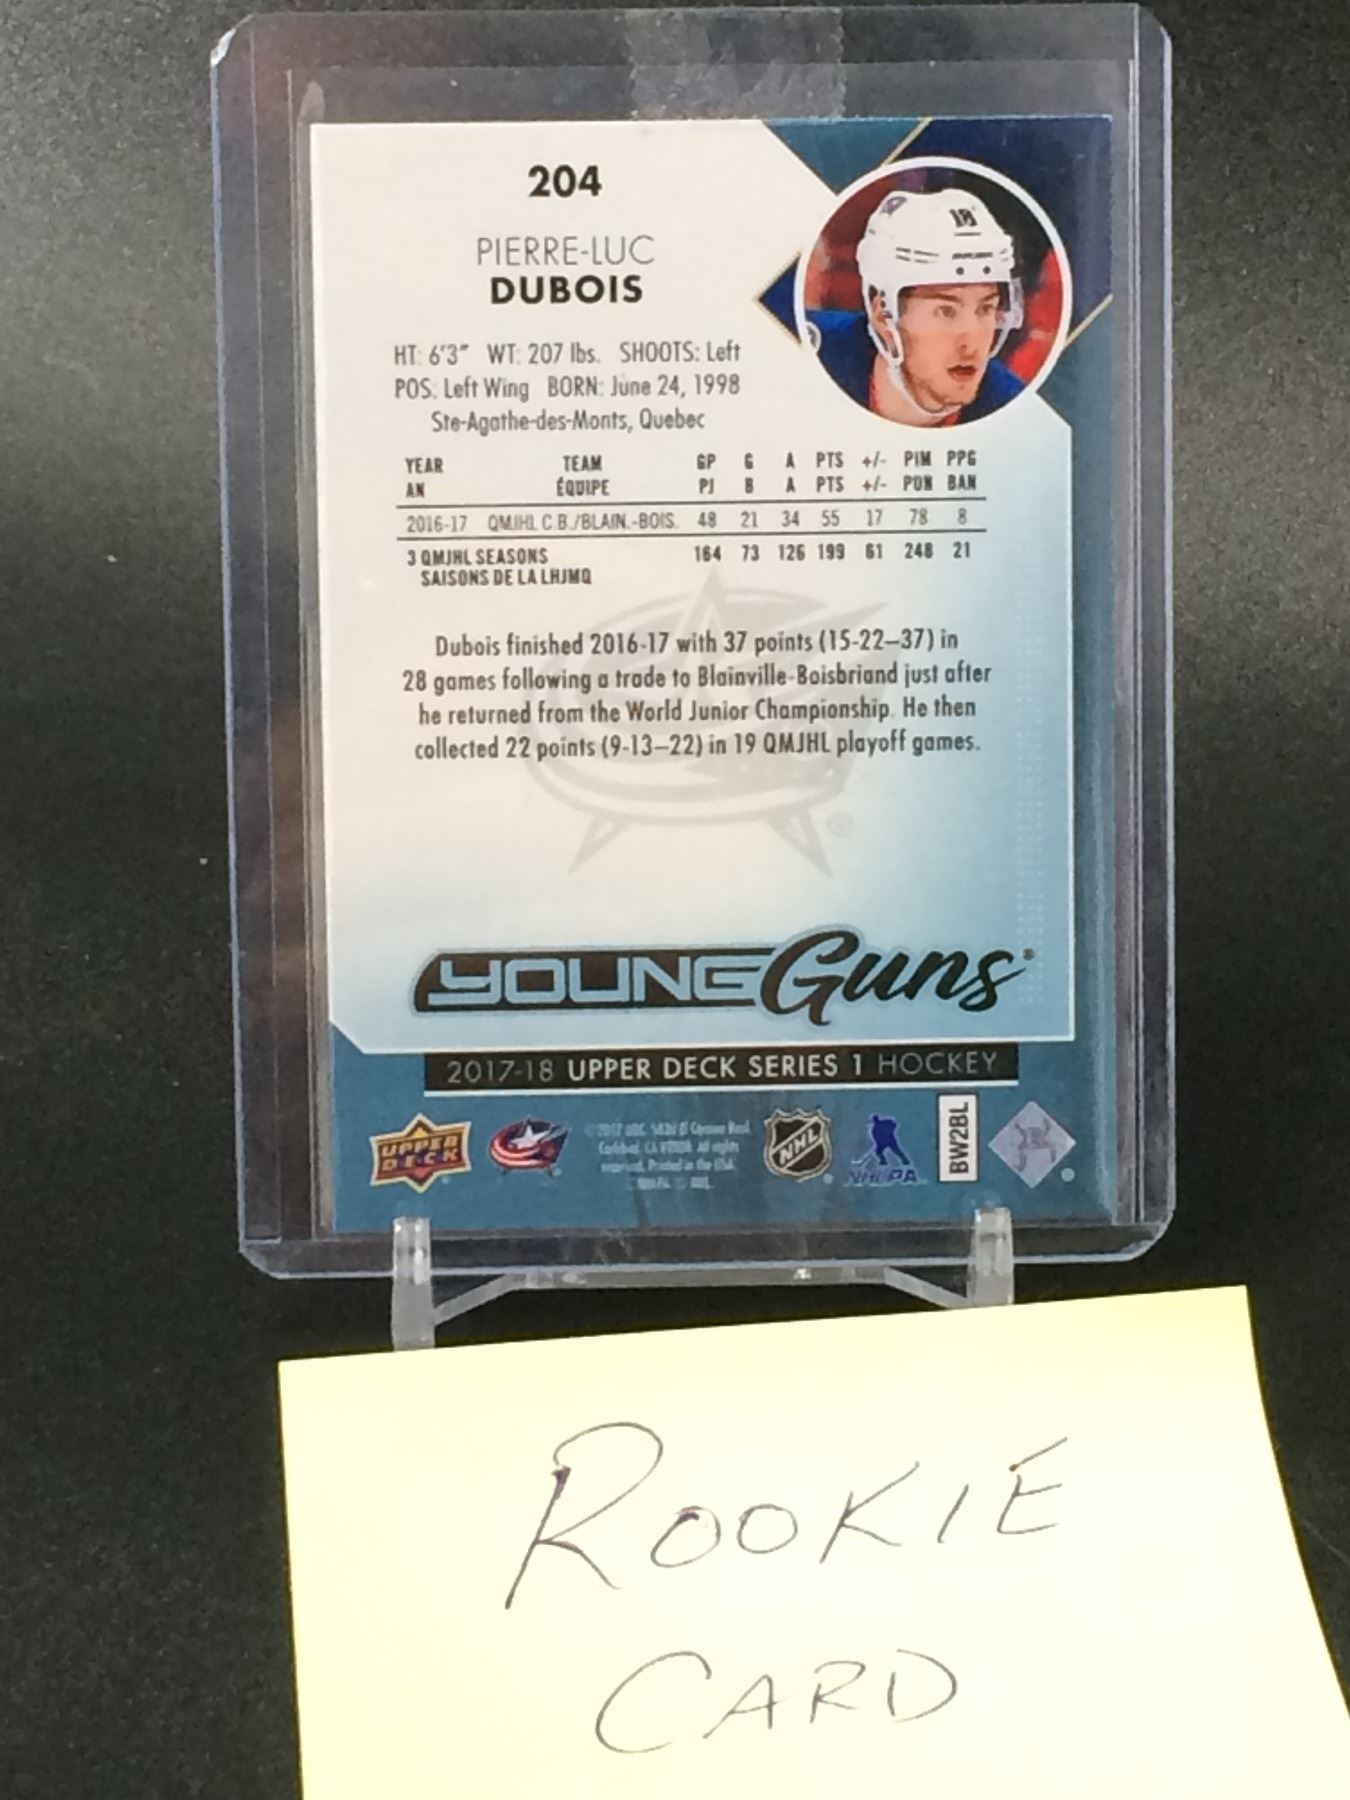 204
PIERRE-LUC
DUBOIS
18
HT: 6'3" WT: 207 lbs. SHOOTS: Left
POS: Left Wing BORN: June 24, 1998
Ste-Agathe-des-Monts, Quebec
YEAR TEAM GP G A PTS +/- PIM PPG
AN ÉQUIPE PJ B A PTS +/- PUN BAN
2016-17 QMJHL C.B./BLAIN.-BOIS. 48 21 34 55 17 78 8
3 QMJHL SEASONS 164 73 126 199 61 248 21
SAISONS DE LA LHJMQ
Dubois finished 2016-17 with 37 points (15-22–37) in
28 games following a trade to Blainville-Boisbriand just after
he returned from the World Junior Championship. He then
collected 22 points (9-13–22) in 19 QMJHL playoff games.
YOUNG Guns®
2017-18 UPPER DECK SERIES 1 HOCKEY
UPPER
DECK
NHL
NHLPA
BW2BL
ROOKIE
CARD